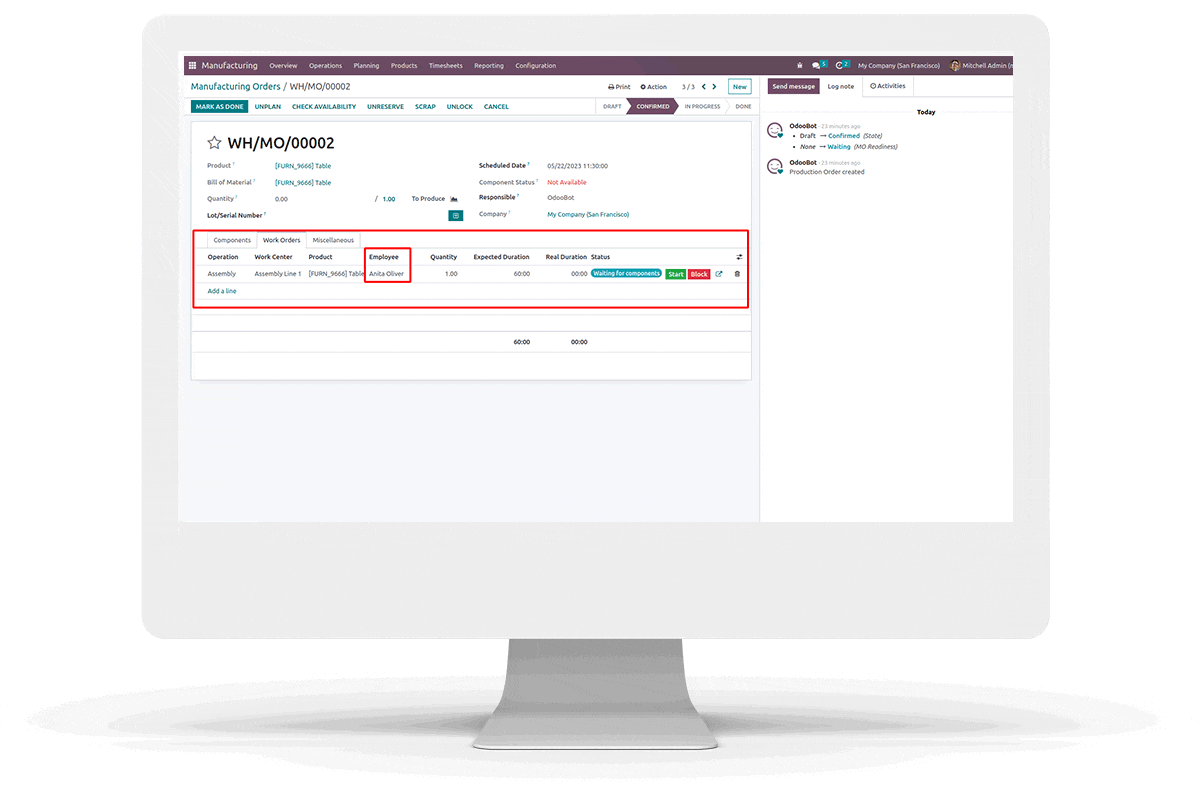 Manufacturing Overview Operations Planning Products Timesheets Reporting Configuration 5 2 My Company (San Francisco) Mitchell Admin
Manufacturing Orders / WH/MO/00002 Print Action 3 / 3 New Send message Log note Activities
MARK AS DONE UNPLAN CHECK AVAILABILITY UNRESERVE SCRAP UNLOCK CANCEL DRAFT CONFIRMED IN PROGRESS DONE
Today
WH/MO/00002
Product ? [FURN_9666] Table
Bill of Material ? [FURN_9666] Table
Quantity ? 0.00 / 1.00 To Produce
Lot/Serial Number ?
Scheduled Date ? 05/22/2023 11:30:00
Component Status ? Not Available
Responsible ? OdooBot
Company ? My Company (San Francisco)
Components Work Orders Miscellaneous
Operation Work Center Product Employee Quantity Expected Duration Real Duration Status
Assembly Assembly Line 1 [FURN_9666] Table Anita Oliver 1.00 60:00 00:00 Waiting for components Start Block
Add a line
60:00 00:00
OdooBot - 23 minutes ago
• Draft → Confirmed (State)
• None → Waiting (MO Readiness)
OdooBot - 23 minutes ago
Production Order created